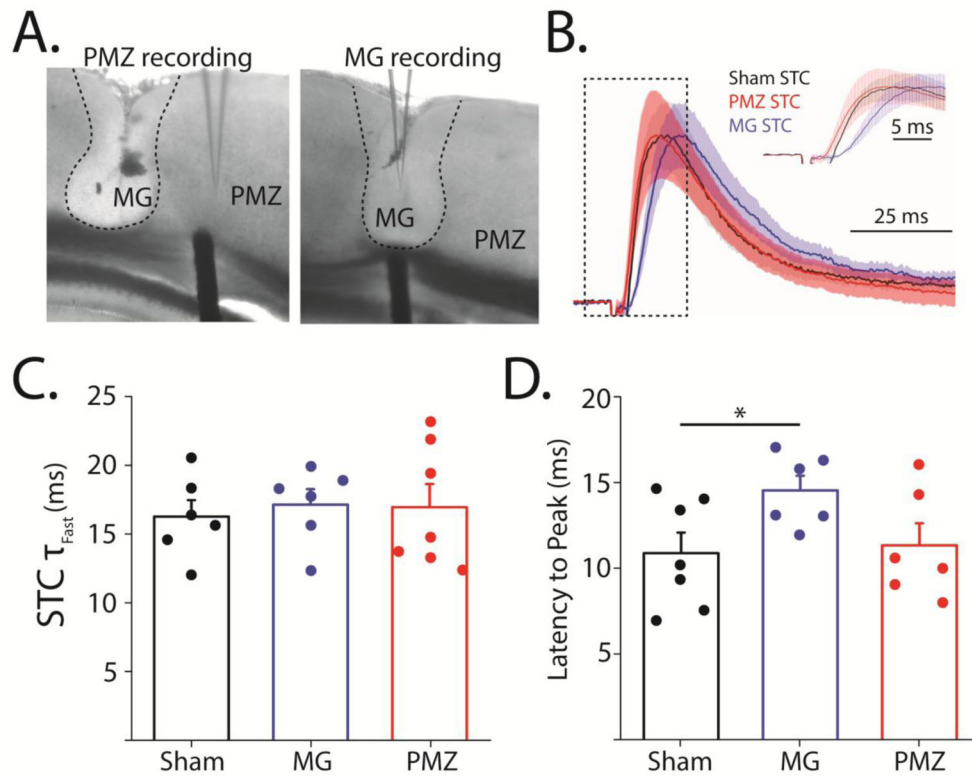 A.
PMZ recording
MG recording
MG
PMZ
MG
PMZ
B.
Sham STC
PMZ STC
MG STC
5 ms
25 ms
C.
STC τFast (ms)
25
20
15
10
5
Sham
MG
PMZ
D.
*
Latency to Peak (ms)
20
15
10
5
Sham
MG
PMZ